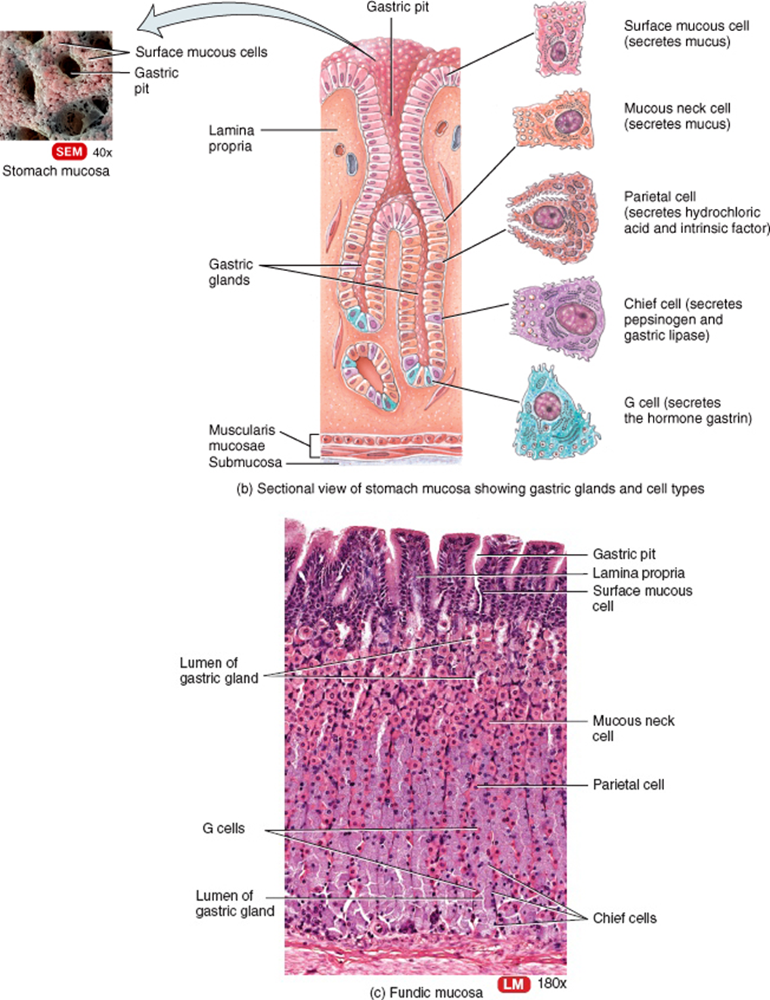 Gastric pit
Surface mucous cells
Gastric
pit
SEM 40x
Stomach mucosa
Lamina
propria
Gastric
glands
Muscularis
mucosae
Submucosa
Surface mucous cell
(secretes mucus)
Mucous neck cell
(secretes mucus)
Parietal cell
(secretes hydrochloric
acid and intrinsic factor)
Chief cell (secretes
pepsinogen and
gastric lipase)
G cell (secretes
the hormone gastrin)
(b) Sectional view of stomach mucosa showing gastric glands and cell types
Gastric pit
Lamina propria
Surface mucous
cell
Lumen of
gastric gland
Mucous neck
cell
Parietal cell
G cells
Lumen of
gastric gland
Chief cells
LM 180x
(c) Fundic mucosa